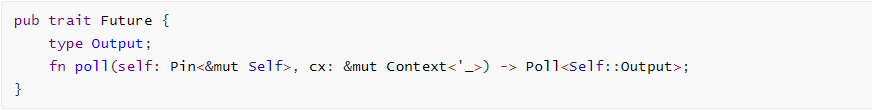 pub trait Future {
    type Output;
    fn poll(self: Pin<&mut Self>, cx: &mut Context<'_>) -> Poll<Self::Output>;
}